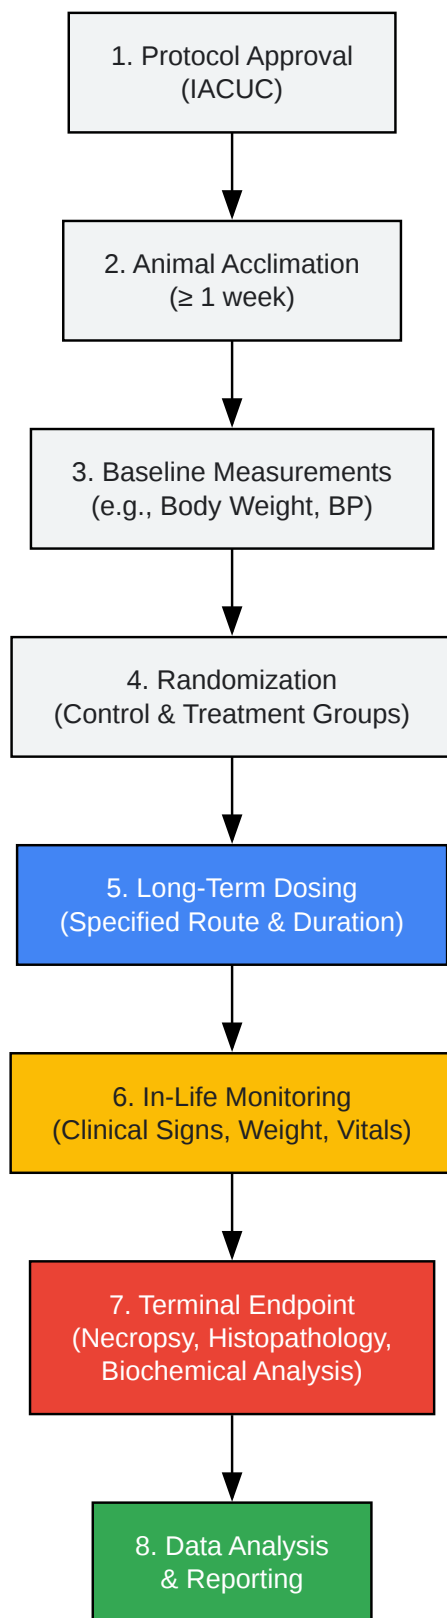 1. Protocol Approval
(IACUC)
2. Animal Acclimation
(≥ 1 week)
3. Baseline Measurements
(e.g., Body Weight, BP)
4. Randomization
(Control & Treatment Groups)
5. Long-Term Dosing
(Specified Route & Duration)
6. In-Life Monitoring
(Clinical Signs, Weight, Vitals)
7. Terminal Endpoint
(Necropsy, Histopathology,
Biochemical Analysis)
8. Data Analysis
& Reporting